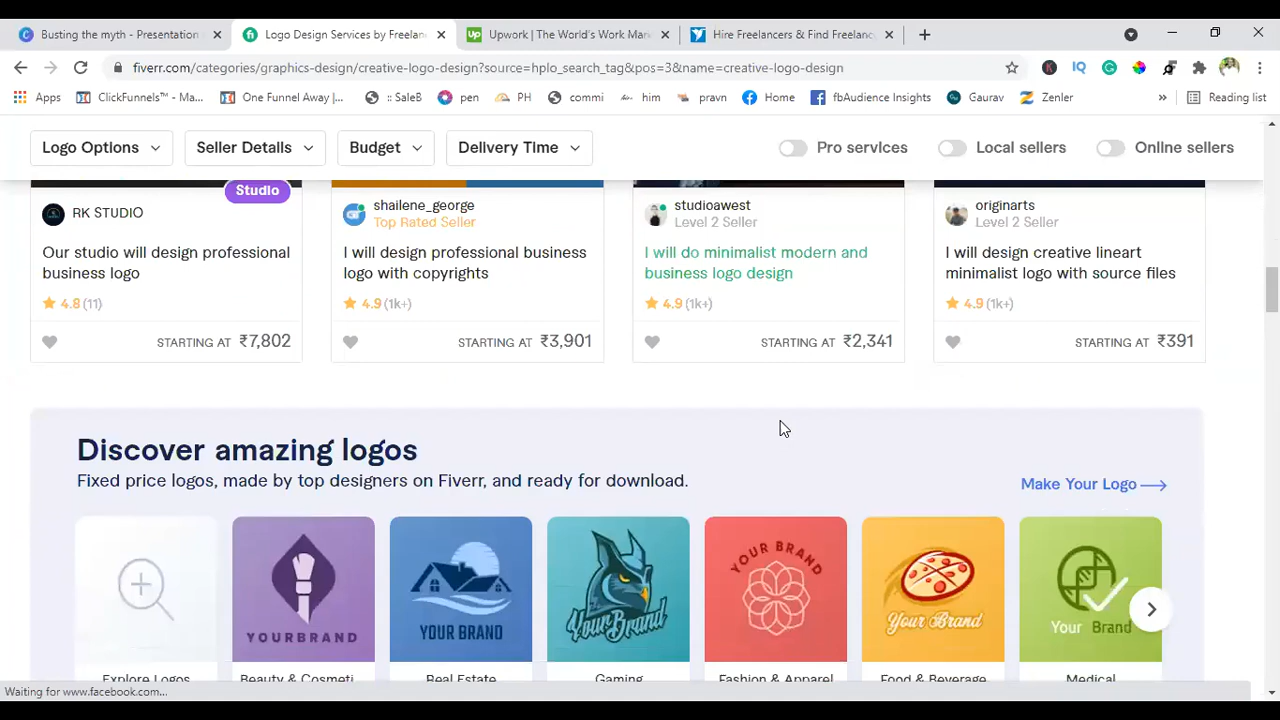 Busting the myth - Presentation
Logo Design Services by Freelan
Upwork | The World's Work Mark
Hire Freelancers & Find Freelanc
fiverr.com/categories/graphics-design/creative-logo-design?source=hplo_search_tag&pos=3&name=creative-logo-design
Apps
ClickFunnels™ - Ma...
One Funnel Away I...
:: SaleB
pen
PH
commi
him
pravn
Home
fbAudience Insights
Gaurav
Zenler
»
Reading list
Logo Options
Seller Details
Budget
Delivery Time
Pro services
Local sellers
Online sellers
Studio
RK STUDIO
Our studio will design professional
business logo
4.8 (11)
STARTING AT ₹7,802
shailene_george
Top Rated Seller
I will design professional business
logo with copyrights
4.9 (1k+)
STARTING AT ₹3,901
studioawest
Level 2 Seller
I will do minimalist modern and
business logo design
4.9 (1k+)
STARTING AT ₹2,341
originarts
Level 2 Seller
I will design creative lineart
minimalist logo with source files
4.9 (1k+)
STARTING AT ₹391
Discover amazing logos
Fixed price logos, made by top designers on Fiverr, and ready for download.
Make Your Logo
YOURBRAND
YOUR BRAND
YourBrand
YOUR BRAND
Your Brand
Your Brand
Explore Logos
Beauty & Cosmeti
Real Estate
Gaming
Fashion & Apparel
Food & Beverage
Medical
Waiting for www.facebook.com...